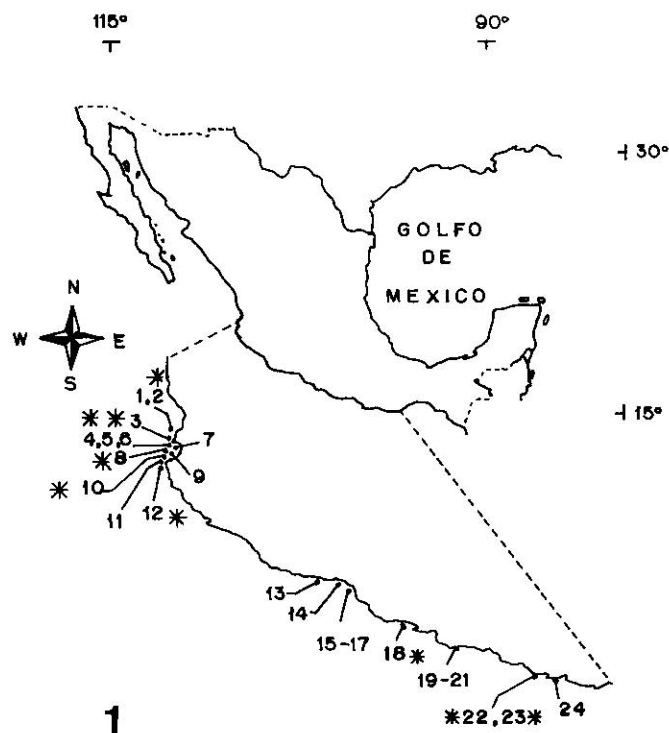 115° 90°
30°
GOLFO
DE
MEXICO
N
W E
S
15°
*
1,2
* * 3
4,5,6 7
* 8 9
* 10
11
12 *
13
14
15-17
18*
19-21
*22,23* 24
1